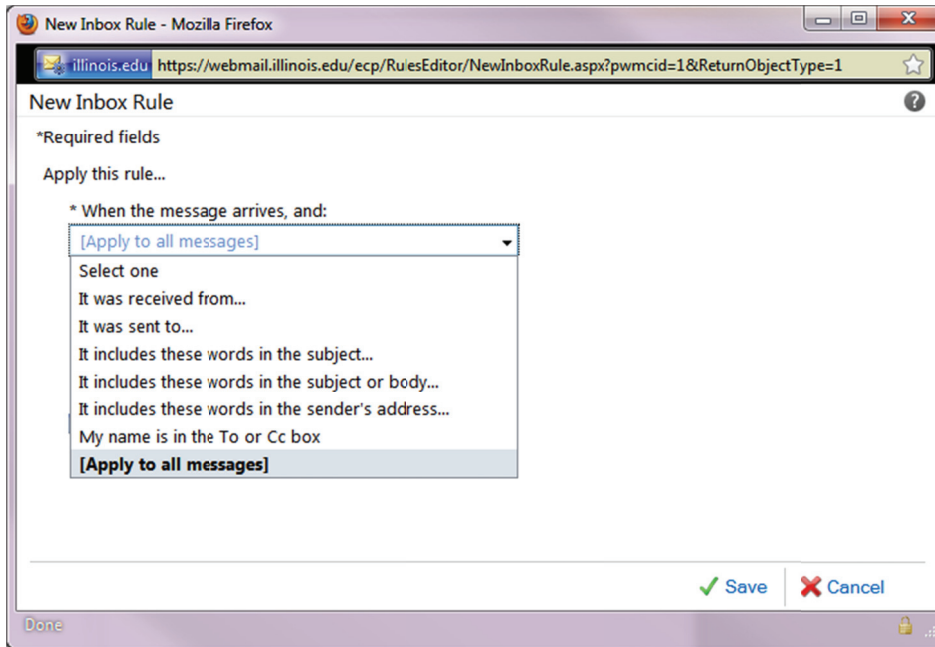 New Inbox Rule - Mozilla Firefox
illinois.edu https://webmail.illinois.edu/ecp/RulesEditor/NewInboxRule.aspx?pwmcid=1&ReturnObjectType=1
New Inbox Rule
*Required fields
Apply this rule...
* When the message arrives, and:
[Apply to all messages]
Select one
It was received from...
It was sent to...
It includes these words in the subject...
It includes these words in the subject or body...
It includes these words in the sender's address...
My name is in the To or Cc box
[Apply to all messages]
Save Cancel
Done